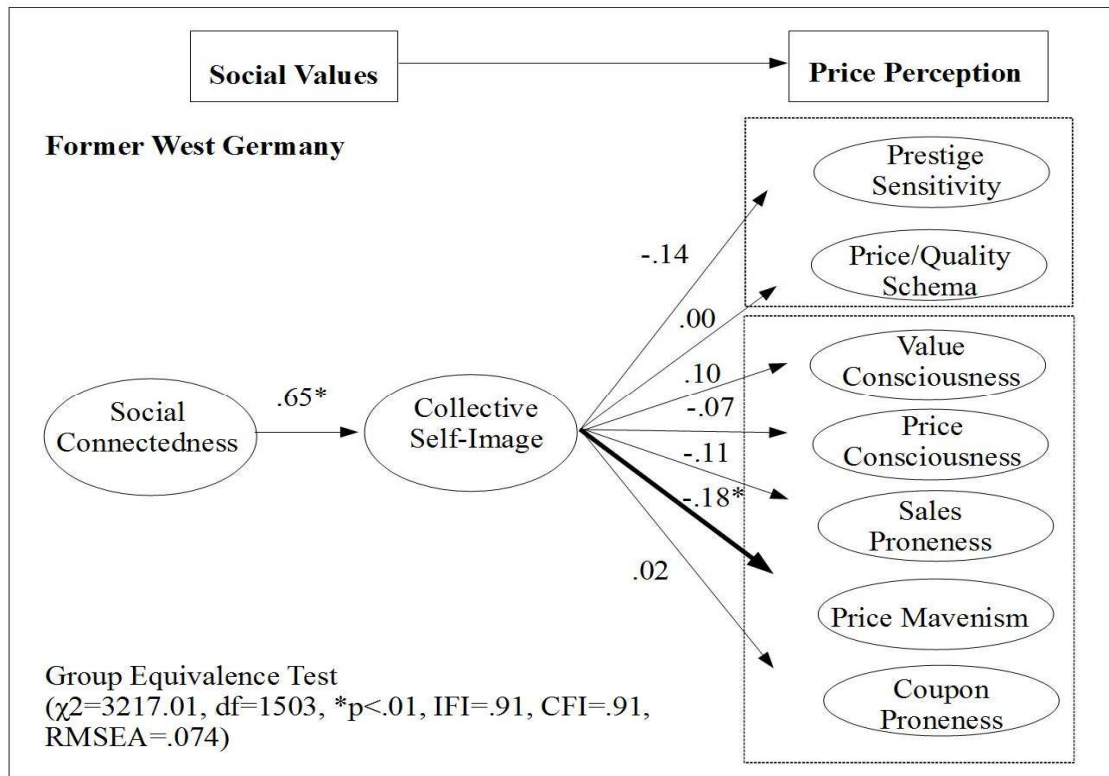 Social Values
Price Perception
Former West Germany
Prestige
Sensitivity
-.14
Price/Quality
Schema
.00
Value
Consciousness
.10
.65*
-.07
Social
Connectedness
Collective
Self-Image
Price
Consciousness
-.11
-.18*
Sales
Proneness
.02
Price Mavenism
Group Equivalence Test
(χ2=3217.01, df=1503, *p<.01, IFI=.91, CFI=.91,
RMSEA=.074)
Coupon
Proneness